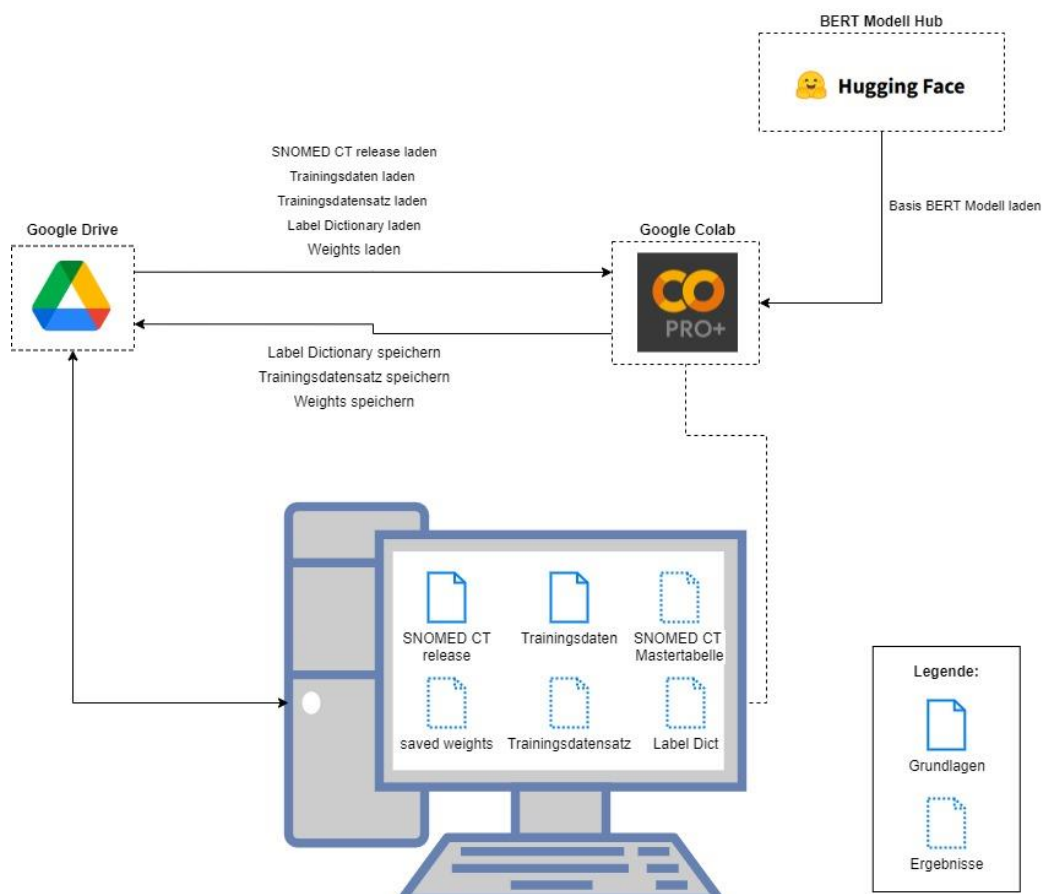 BERT Modell Hub
Hugging Face
SNOMED CT release laden
Trainingsdaten laden
Trainingsdatensatz laden
Label Dictionary laden
Weights laden
Basis BERT Modell laden
Google Drive
Google Colab
CO
PRO+
Label Dictionary speichern
Trainingsdatensatz speichern
Weights speichern
SNOMED CT
release
Trainingsdaten
SNOMED CT
Mastertabelle
saved weights
Trainingsdatensatz
Label Dict
Legende:
Grundlagen
Ergebnisse